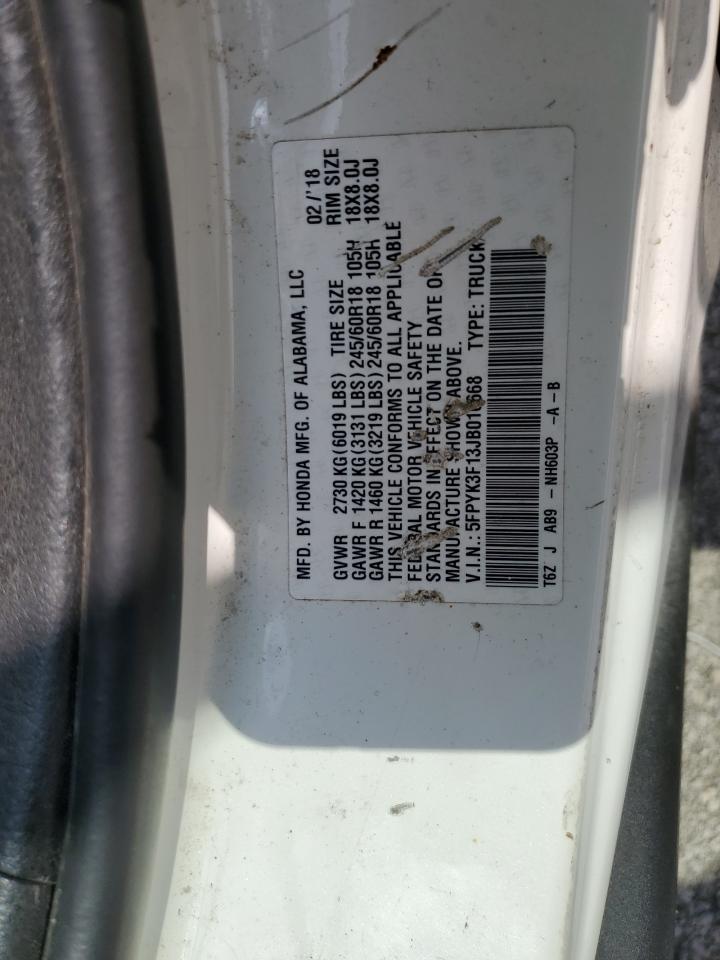 MFD. BY HONDA MFG. OF ALABAMA, LLC 02/'18
GVWR 2730 KG(6019 LBS) TIRE SIZE RIM SIZE
GAWR F 1420 KG(3131 LBS)245/60R18 105H 18X8.0J
GAWR R 1460 KG(3219 LBS)245/60R18 105H 18X8.0J
THIS VEHICLE CONFORMS TO ALL APPLICABLE
FEDERAL MOTOR VEHICLE SAFETY
STANDARDS IN EFFECT ON THE DATE OF
MANUFACTURE SHOWN ABOVE.
V.I.N.: TYPE: TRUCK
T6Z J AB9 - NH603P -A-B